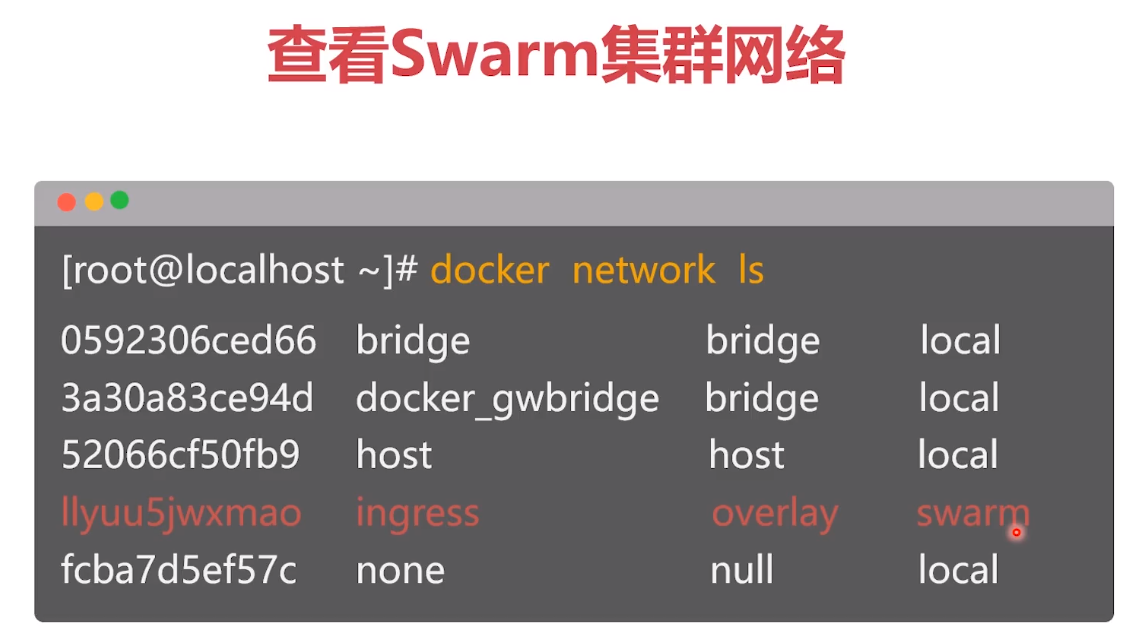 查看Swarm集群网络
[root@localhost ~]# docker network ls
0592306ced66 bridge bridge local
3a30a83ce94d docker_gwbridge bridge local
52066cf50fb9 host host local
llyuu5jwxmao ingress overlay swarm
fcba7d5ef57c none null local